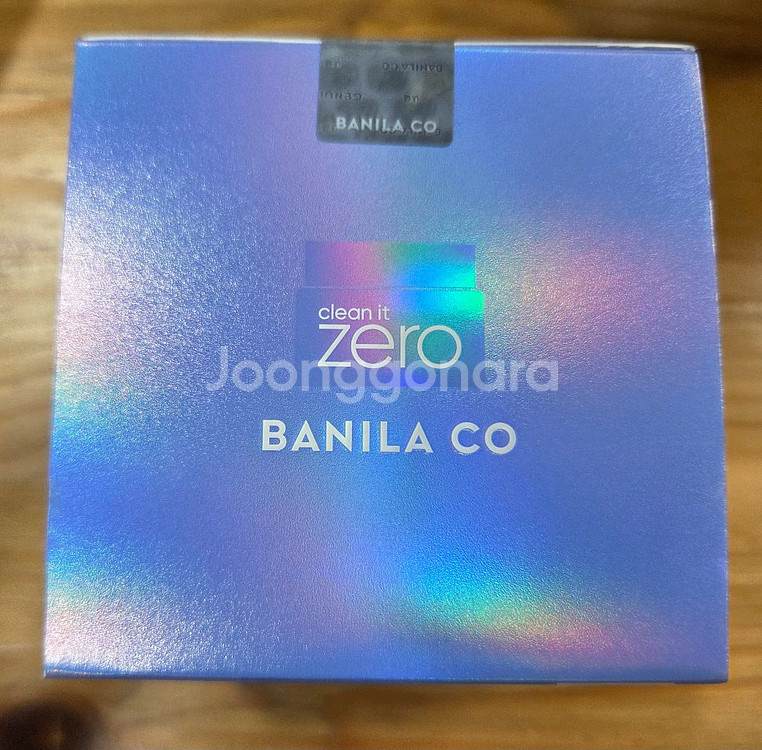 BANILA CO
clean it
zero
Joonggonara
BANILA CO